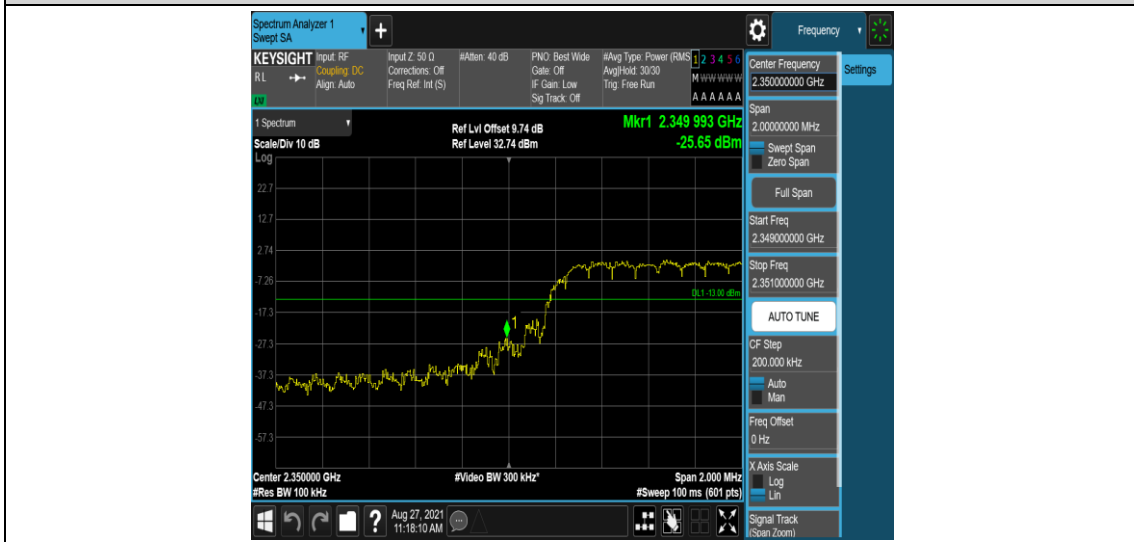 Spectrum Analyzer 1
Swept SA
+
Frequency
KEYSIGHT
RL
Input: RF
Coupling: DC
Align: Auto
Input Z: 50 Ω
Corrections: Off
Freq Ref: Int (S)
#Atten: 40 dB
PNO: Best Wide
Gate: Off
IF Gain: Low
Sig Track: Off
#Avg Type: Power (RMS
Avg|Hold: 30/30
Trig: Free Run
1 2 3 4 5 6
M W W W W W
A A A A A A
1 Spectrum
Scale/Div 10 dB
Log
Ref Lvl Offset 9.74 dB
Ref Level 32.74 dBm
Mkr1 2.349 993 GHz
-25.65 dBm
22.7
12.7
2.74
-7.26
-17.3
-27.3
-37.3
-47.3
-57.3
DL1 -13.00 dBm
1
Center 2.350000 GHz
#Res BW 100 kHz
#Video BW 300 kHz*
Span 2.000 MHz
#Sweep 100 ms (601 pts)
Center Frequency
2.350000000 GHz
Settings
Span
2.00000000 MHz
Swept Span
Zero Span
Full Span
Start Freq
2.349000000 GHz
Stop Freq
2.351000000 GHz
AUTO TUNE
CF Step
200.000 kHz
Auto
Man
Freq Offset
0 Hz
X Axis Scale
Log
Lin
Signal Track
(Span Zoom)
?
Aug 27, 2021
11:18:10 AM